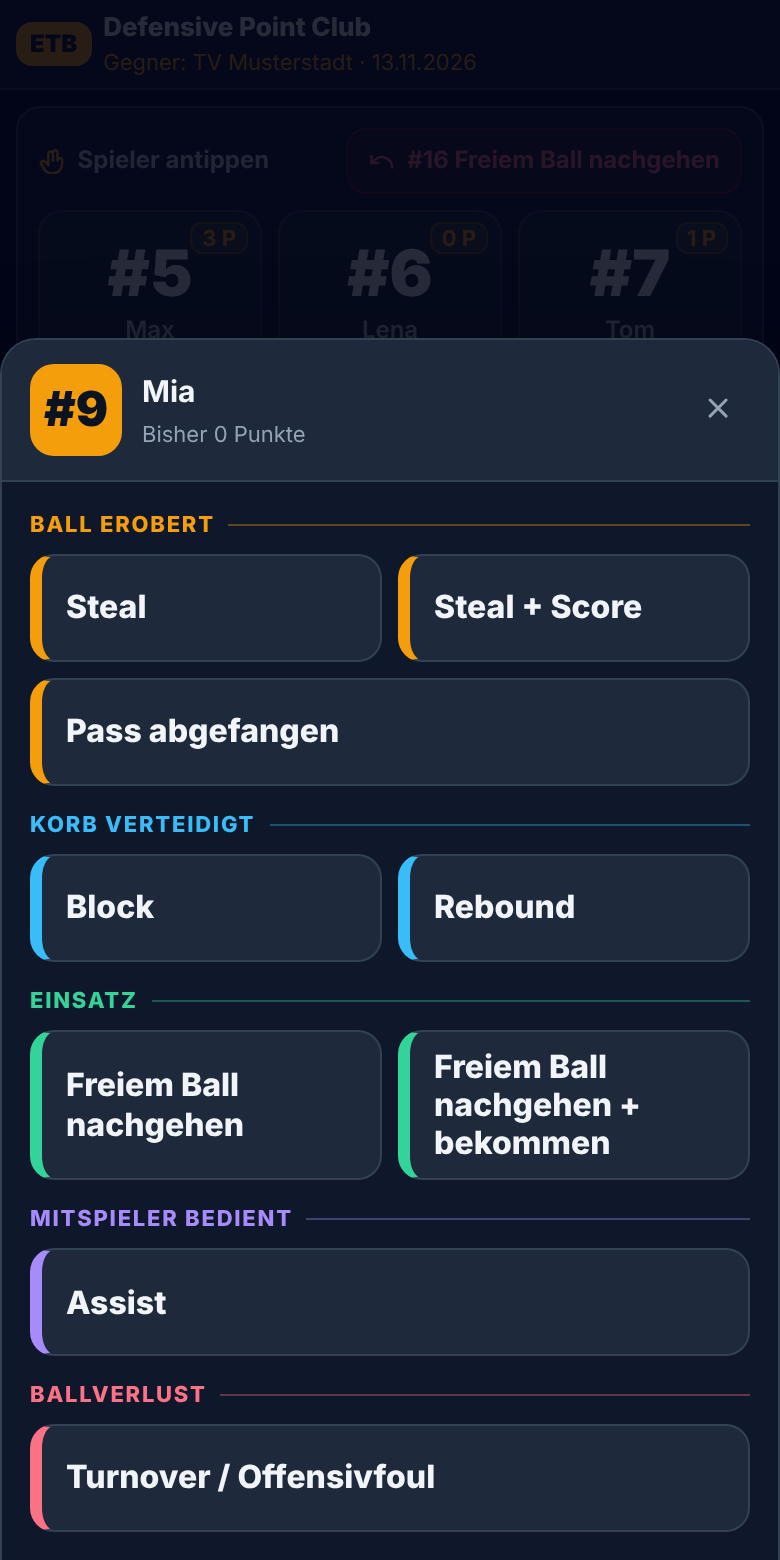 ETB
Defensive Point Club
Gegner: TV Musterstadt · 13.11.2026
Spieler antippen
#16 Freiem Ball nachgehen
3 P
0 P
1 P
#5
#6
#7
Max
Lena
Tom
#9
Mia
Bisher 0 Punkte
BALL EROBERT
Steal
Steal + Score
Pass abgefangen
KORB VERTEIDIGT
Block
Rebound
EINSATZ
Freiem Ball
nachgehen
Freiem Ball
nachgehen +
bekommen
MITSPIELER BEDIENT
Assist
BALLVERLUST
Turnover / Offensivfoul